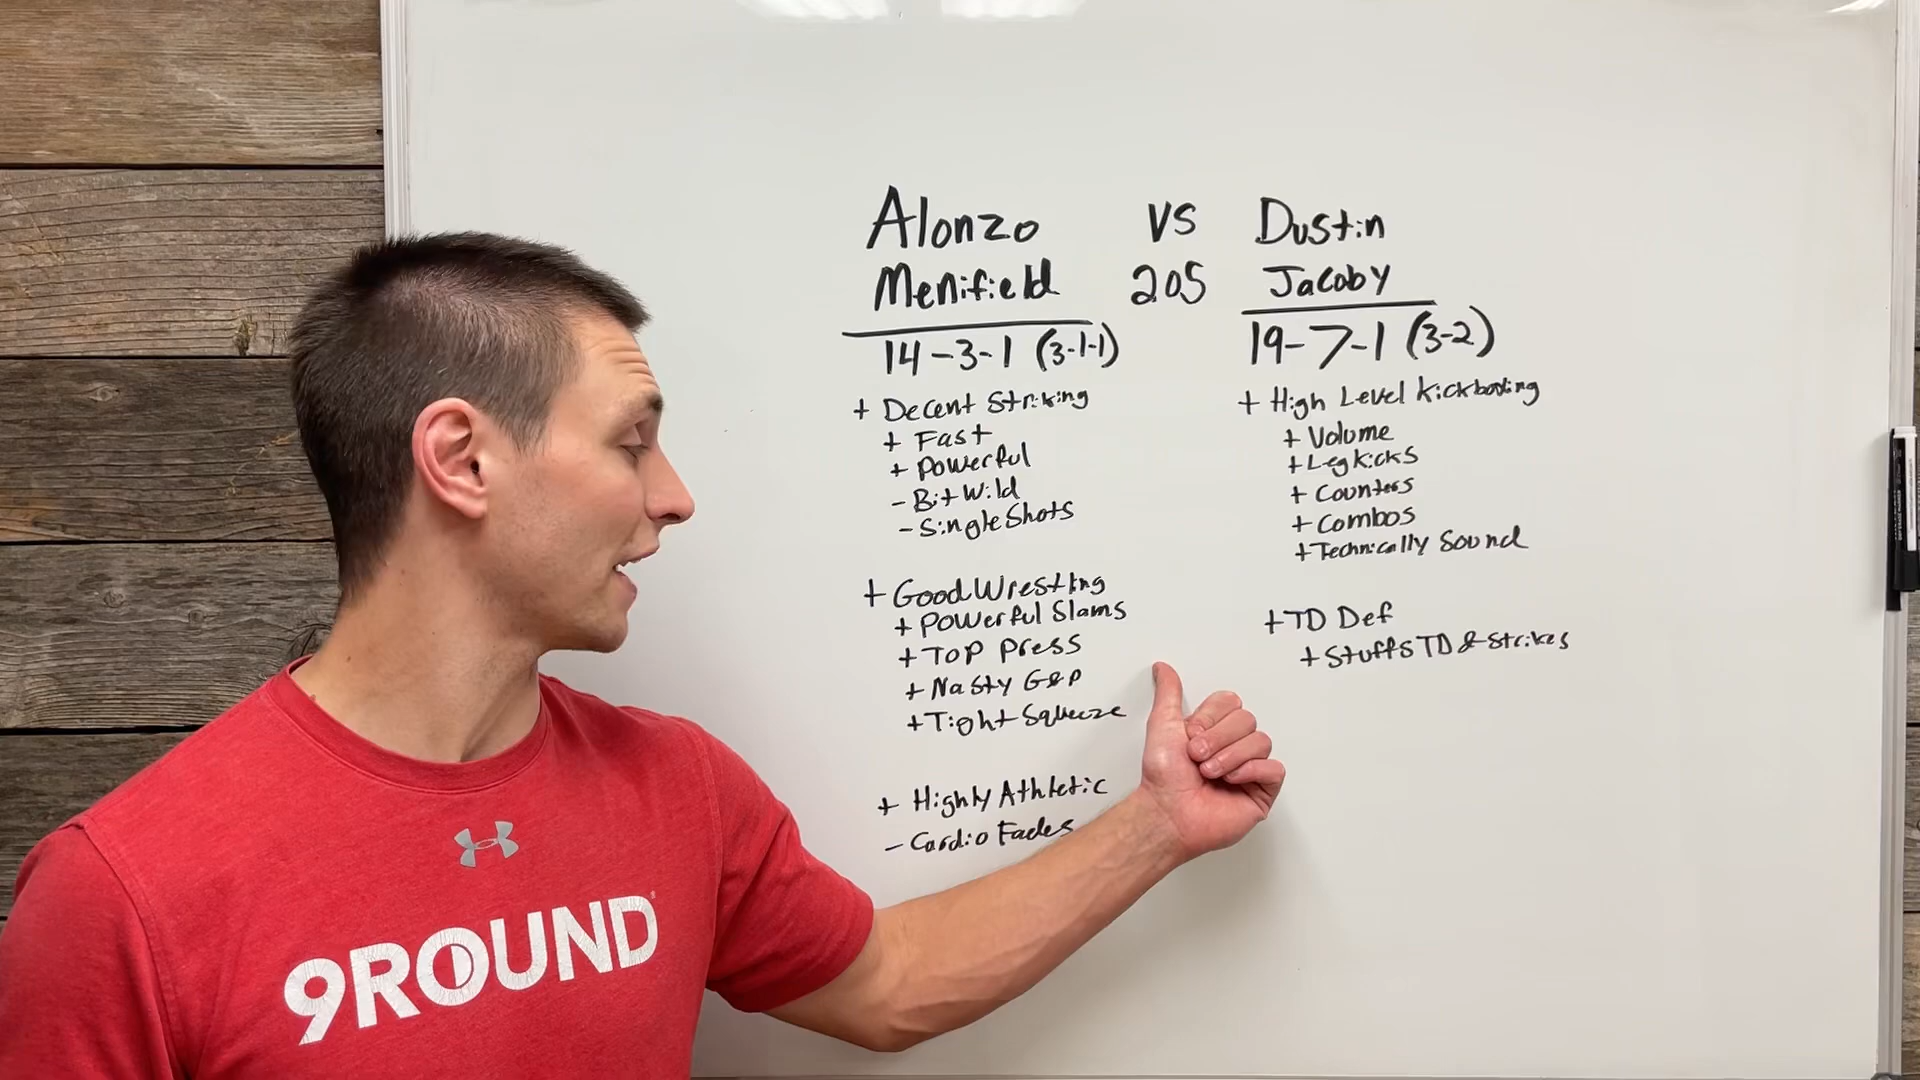 Alonzo VS Dustin
Menifield 205 Jacoby
14-3-1 (3-1-1)
+ Decent Striking
+ Fast
+ Powerful
- Bit Wild
- Single Shots
+ Good Wrestling
+ Powerful Slams
+ Top Press
+ Nasty G&P
+ Tight Squeeze
+ Highly Athletic
- Cardio Fades
19-7-1 (3-2)
+ High Level Kickboxing
+ Volume
+ Leg Kicks
+ Counters
+ Combos
+ Technically Sound
+ TD Def
+ Stuffs TD & Strikes
9ROUND